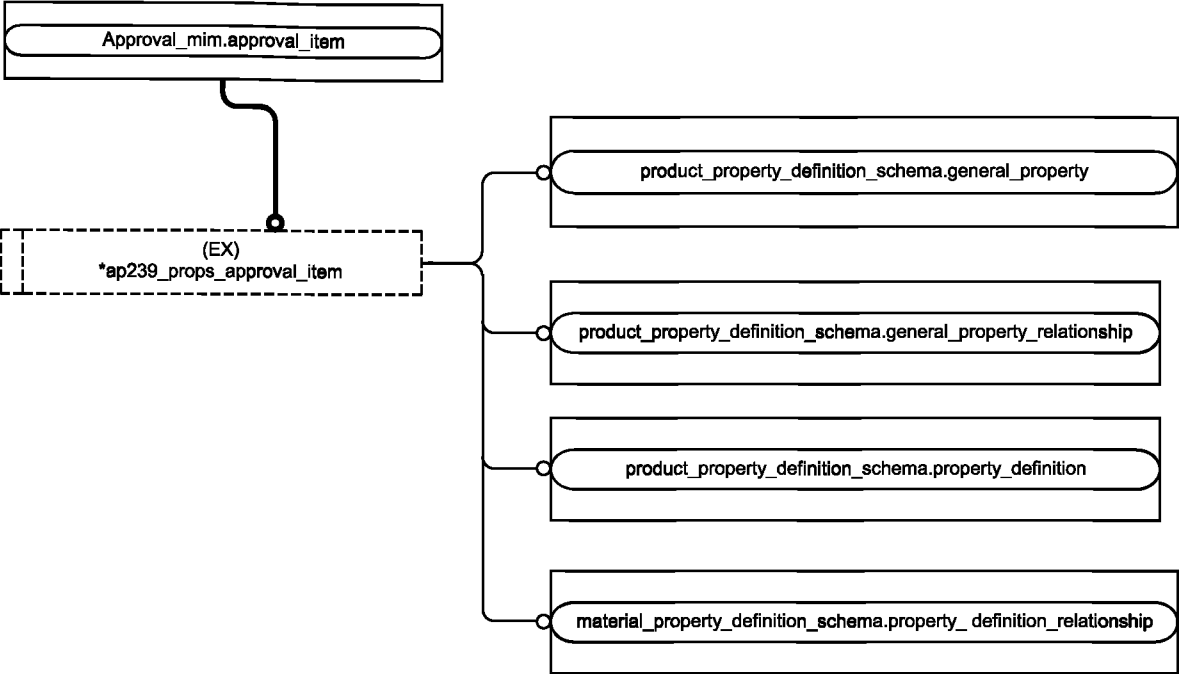 Approval_mim.approval_item
product_property_definition_schema.general_property
(EX)
*ap239_props_approval_item
product_property_definition_schema.general_property_relationship
product_property_definition_schema.property_definition
material_property_definition_schema.property_ definition_relationship